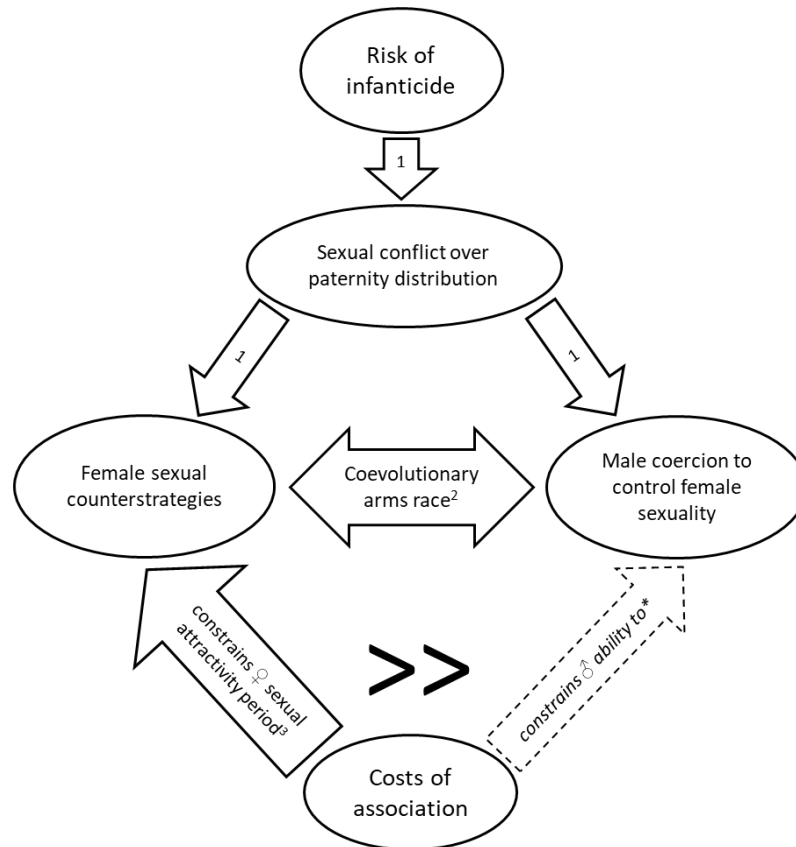 Risk of
infanticide
1
Sexual conflict over
paternity distribution
1
1
Female sexual
counterstrategies
Coevolutionary
arms race²
Male coercion to
control female
sexuality
constrains ♀ sexual
attractivity period³
>>
constrains ♂ ability to*
Costs of
association